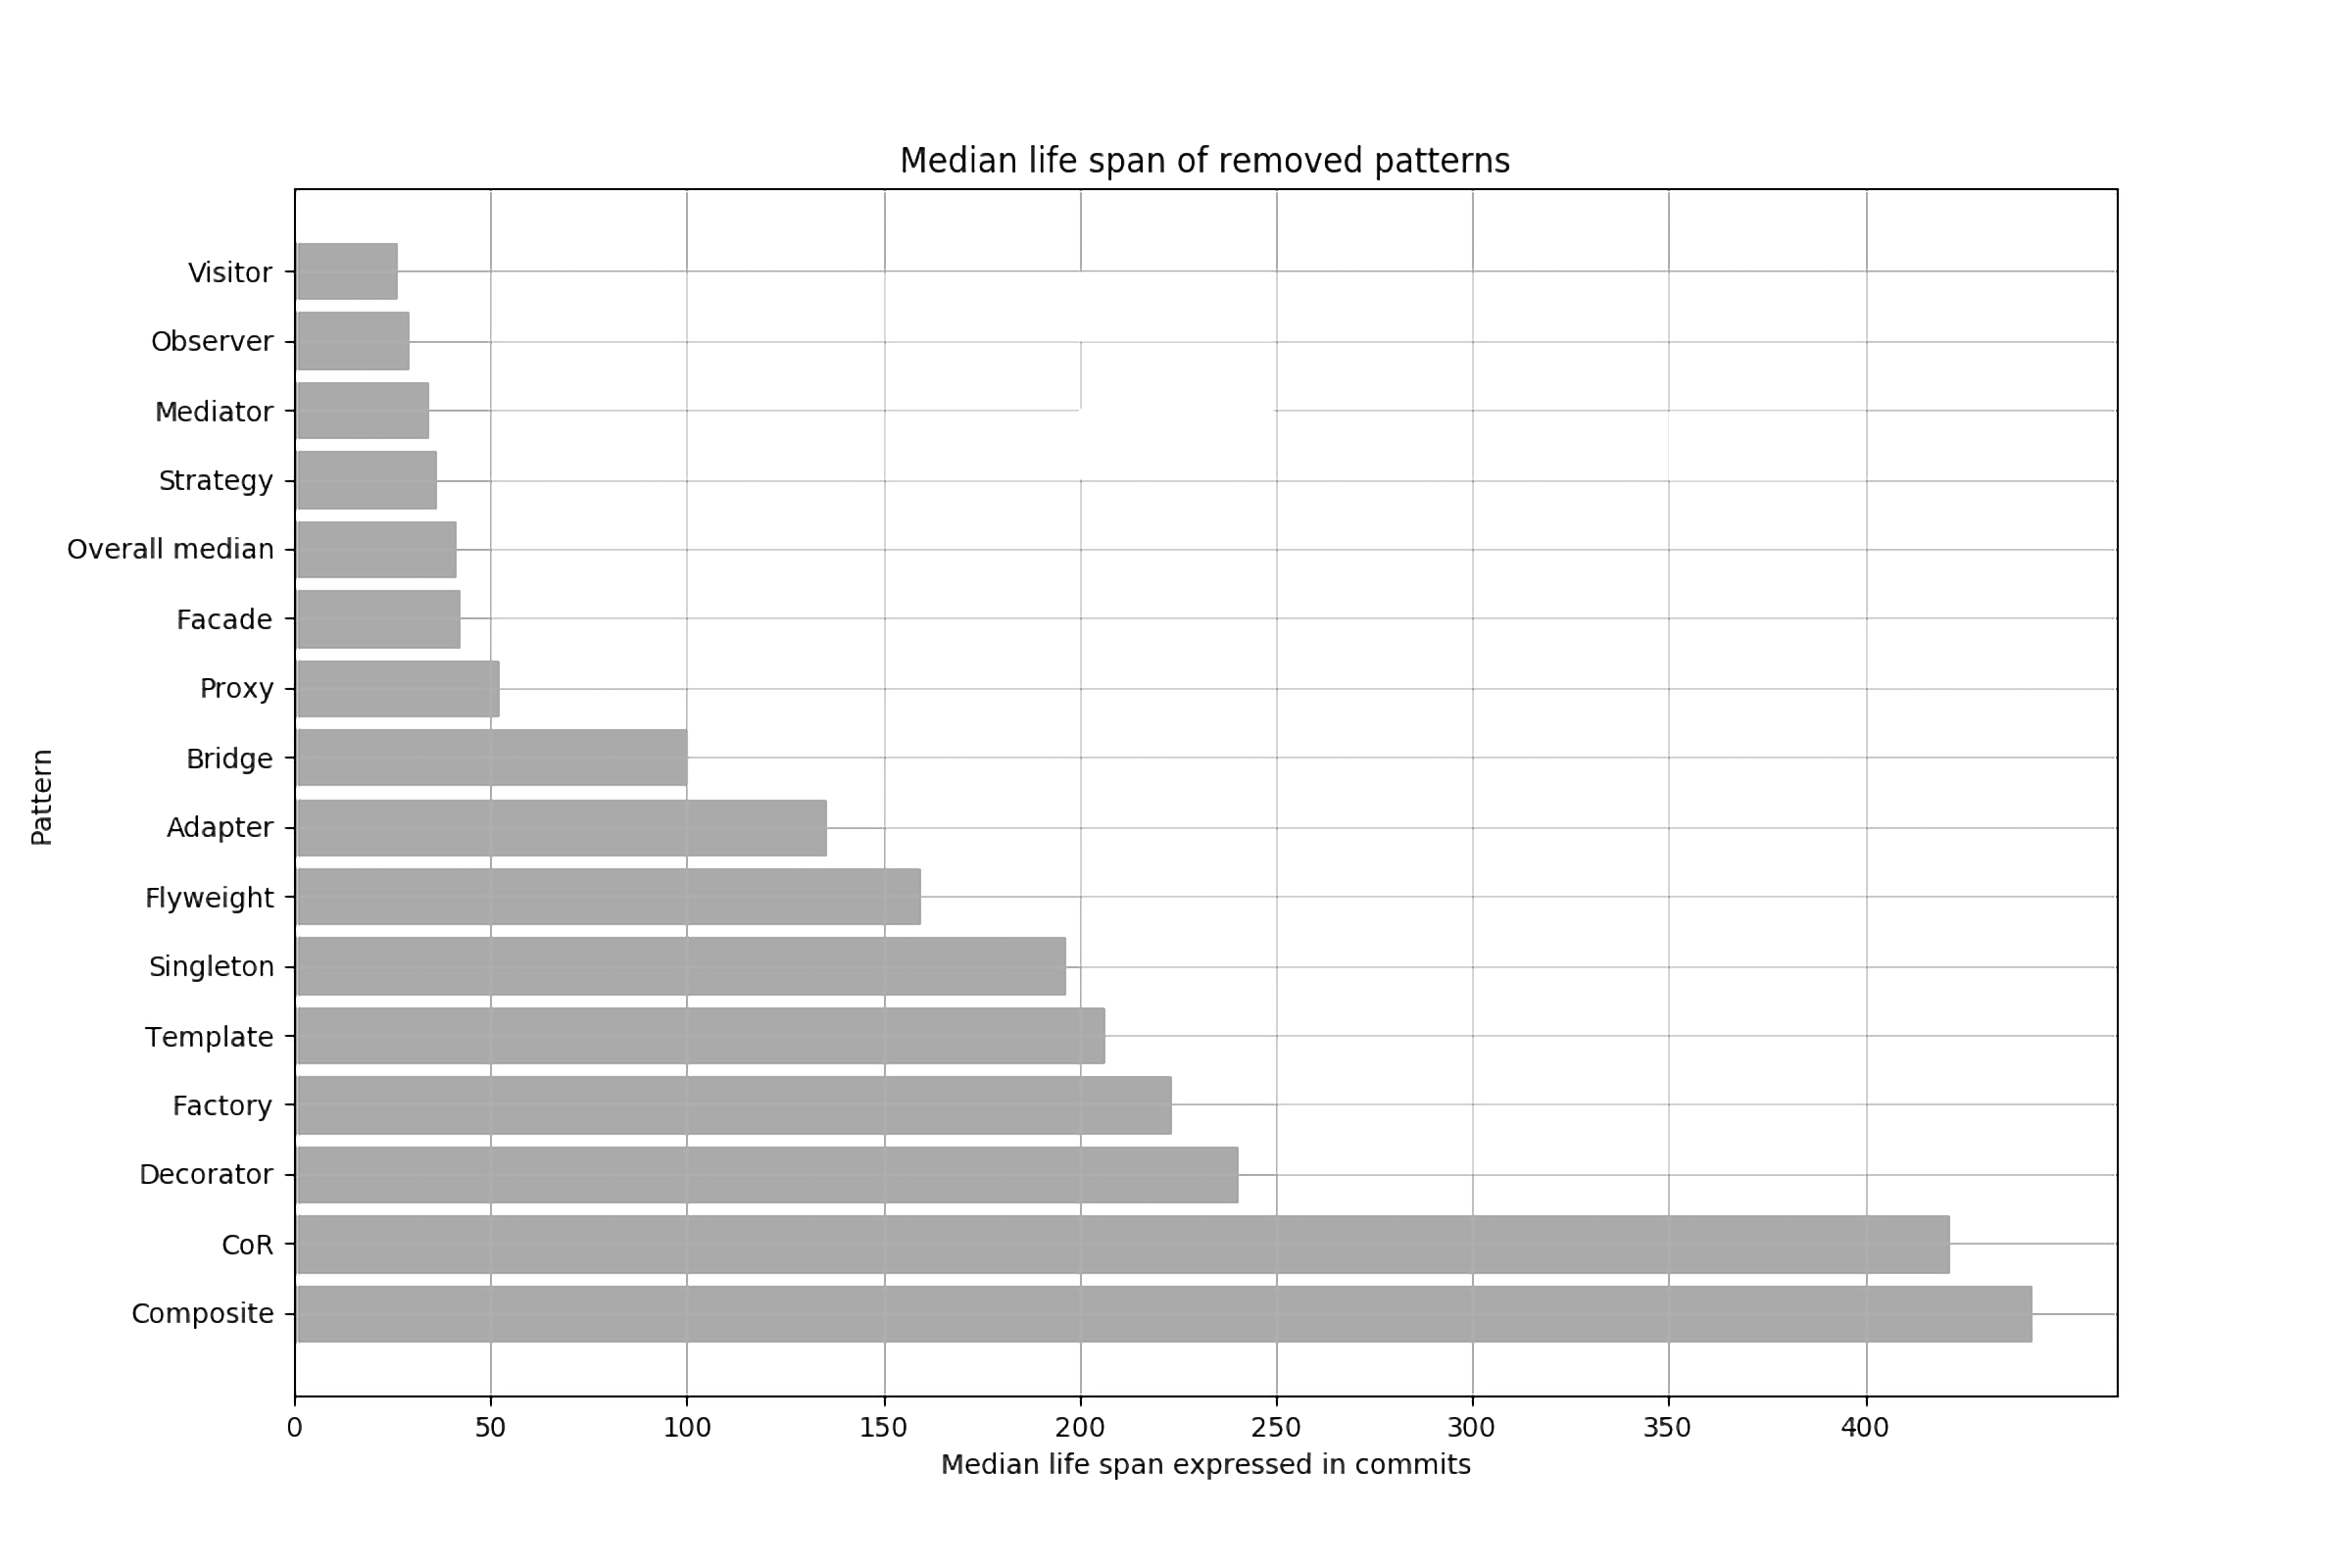 Median life span of removed patterns
Visitor
Observer
Mediator
Strategy
Overall median
Facade
Proxy
Bridge
Adapter
Flyweight
Singleton
Template
Factory
Decorator
CoR
Composite
Pattern
0 50 100 150 200 250 300 350 400
Median life span expressed in commits